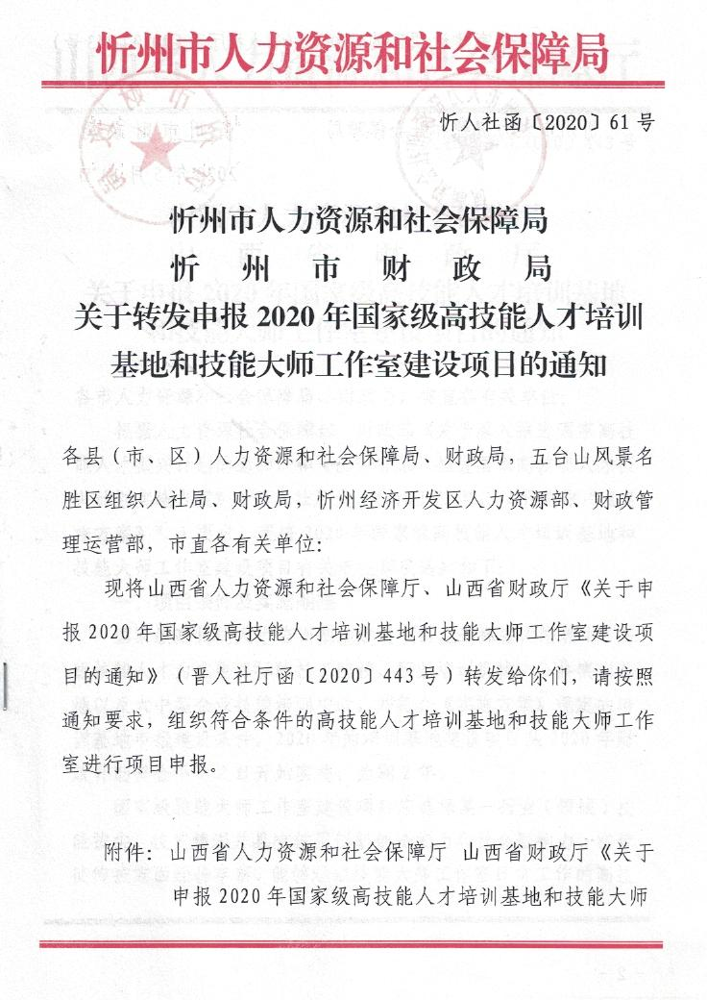 忻州市人力资源和社会保障局
忻人社函〔2020〕61号
忻州市人力资源和社会保障局
忻州市财政局
关于转发申报2020年国家级高技能人才培训
基地和技能大师工作室建设项目的通知
各县（市、区）人力资源和社会保障局、财政局，五台山风景名
胜区组织人社局、财政局，忻州经济开发区人力资源部、财政管
理运营部，市直各有关单位：
现将山西省人力资源和社会保障厅、山西省财政厅《关于申
报2020年国家级高技能人才培训基地和技能大师工作室建设项
目的通知》（晋人社厅函〔2020〕443号）转发给你们，请按照
通知要求，组织符合条件的高技能人才培训基地和技能大师工作
室进行项目申报。
附件：山西省人力资源和社会保障厅 山西省财政厅《关于
申报2020年国家级高技能人才培训基地和技能大师